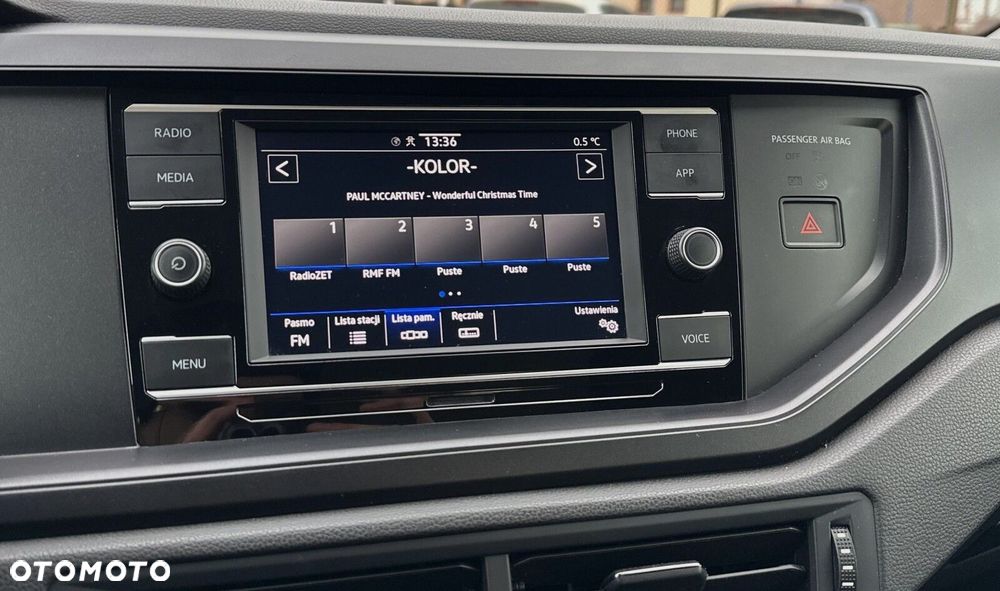 RADIO
MEDIA
MENU
13:36
0.5 °C
<
-KOLOR-
>
PAUL MCCARTNEY - Wonderful Christmas Time
1
2
3
4
5
RadioZET
RMF FM
Puste
Puste
Puste
Pasmo
FM
Lista stacji
Lista pam.
Ręcznie
Ustawienia
PHONE
APP
VOICE
PASSENGER AIR BAG
OFF
OTOMOTO